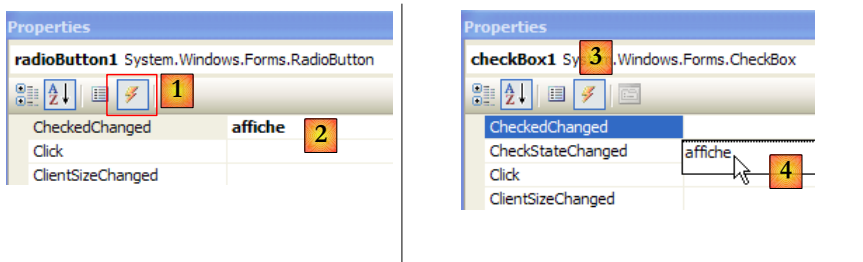 Properties
radioButton1 System.Windows.Forms.RadioButton
1
CheckedChanged affiche
2
Click
ClientSizeChanged
Properties
checkBox1 Sy 3 .Windows.Forms.CheckBox
CheckedChanged
CheckStateChanged affiche
Click
4
ClientSizeChanged